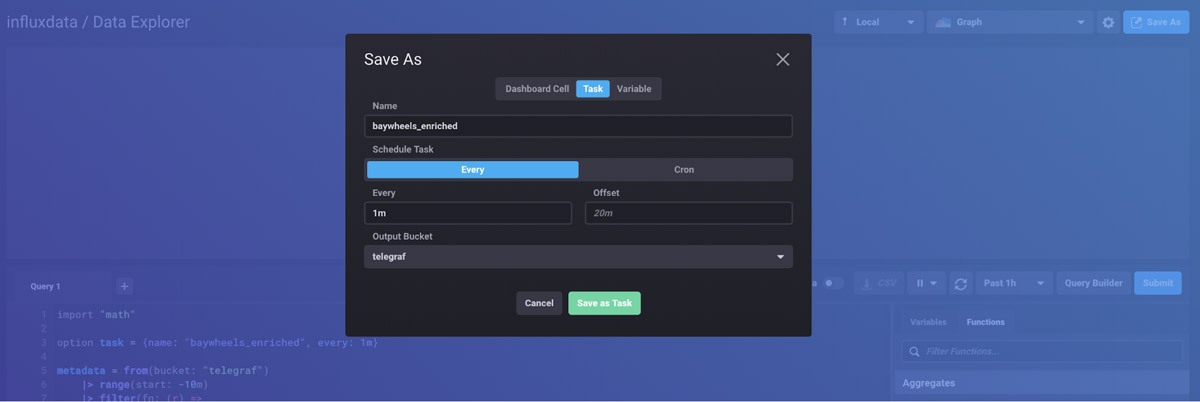 influxdata / Data Explorer
Local
Graph
Save As
Save As
Dashboard Cell Task Variable
Name
baywheels_enriched
Schedule Task
Every Cron
Every Offset
1m 20m
Output Bucket
telegraf
Cancel Save as Task
Query 1 +
a CSV Past 1h Query Builder Submit
1 import "math"
2
3 option task = {name: "baywheels_enriched", every: 1m}
4
5 metadata = from(bucket: "telegraf")
6 |> range(start: -10m)
7 |> filter(fn: (r) =>
Variables Functions
Filter Functions...
Aggregates